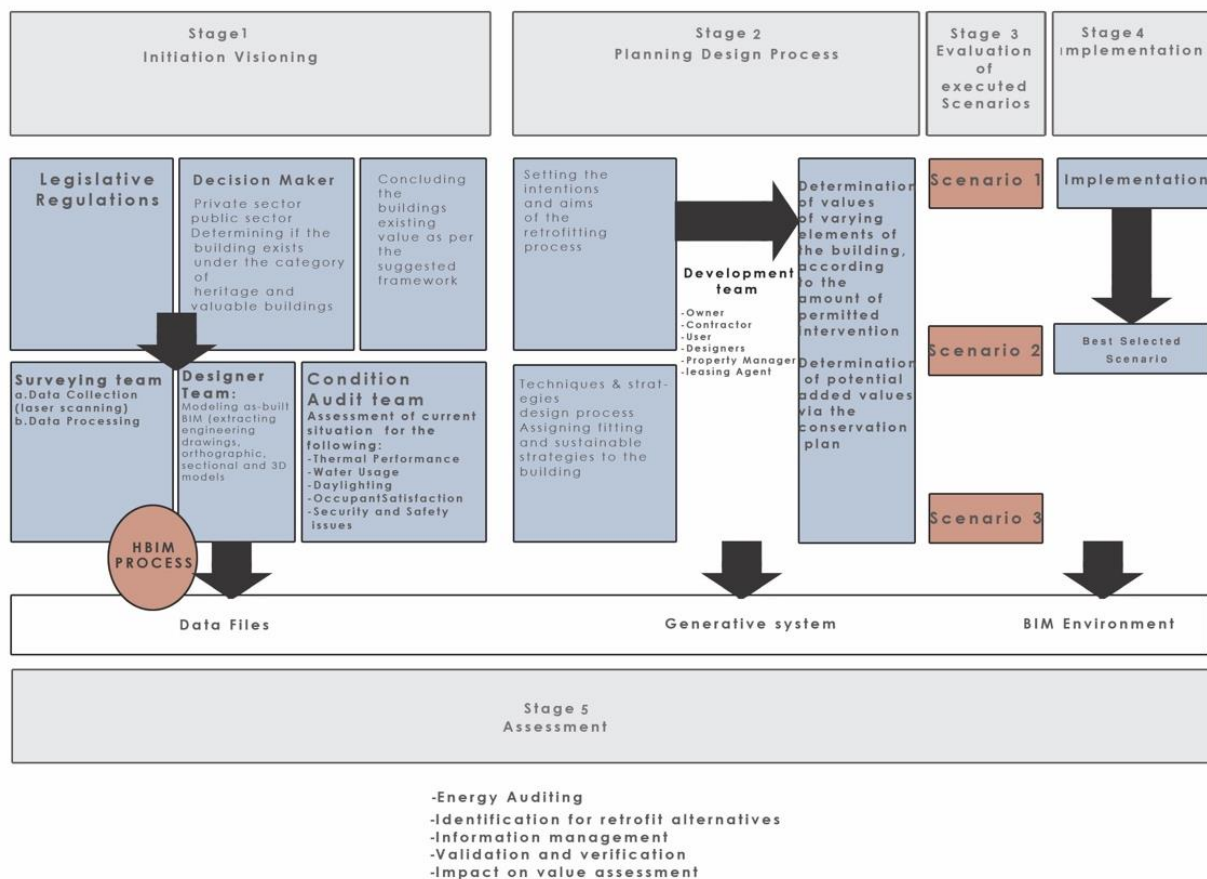 Stage1
Initiation Visioning
Stage 2
Planning Design Process
Stage 3
Evaluation
of
executed
Scenarios
Stage4
Implementation
Legislative
Regulations
Decision Maker
Private sector
public sector
Determining if the
building exists
under the category
of
heritage and
valuable buildings
Concluding
the
buildings
existing
value as per
the
suggested
framework
Setting the
intentions
and aims
of the
retrofitting
process
Development
team
-Owner
-Contractor
-User
-Designers
-Property Manager
-leasing Agent
Determination
of values
of varying
elements of
the building,
according
to the
amount of
permitted
intervention
Determination
of potential
added values
via the
conservation
plan
Scenario 1
Scenario 2
Scenario 3
Implementation
Best Selected
Scenario
Surveying team
a.Data Collection
(laser scanning)
b.Data Processing
Designer
Team:
Modeling as-built
BIM (extracting
engineering
drawings,
orthographic,
sectional and 3D
models
Condition
Audit team
Assessment of current
situation for the
following:
-Thermal Performance
-Water Usage
-Daylighting
-OccupantSatisfaction
-Security and Safety
issues
Techniques & strat-
egies
design process
Assigning fitting
and sustainable
strategies to the
building
HBIM
PROCESS
Data Files
Generative system
BIM Environment
Stage 5
Assessment
-Energy Auditing
-Identification for retrofit alternatives
-Information management
-Validation and verification
-Impact on value assessment